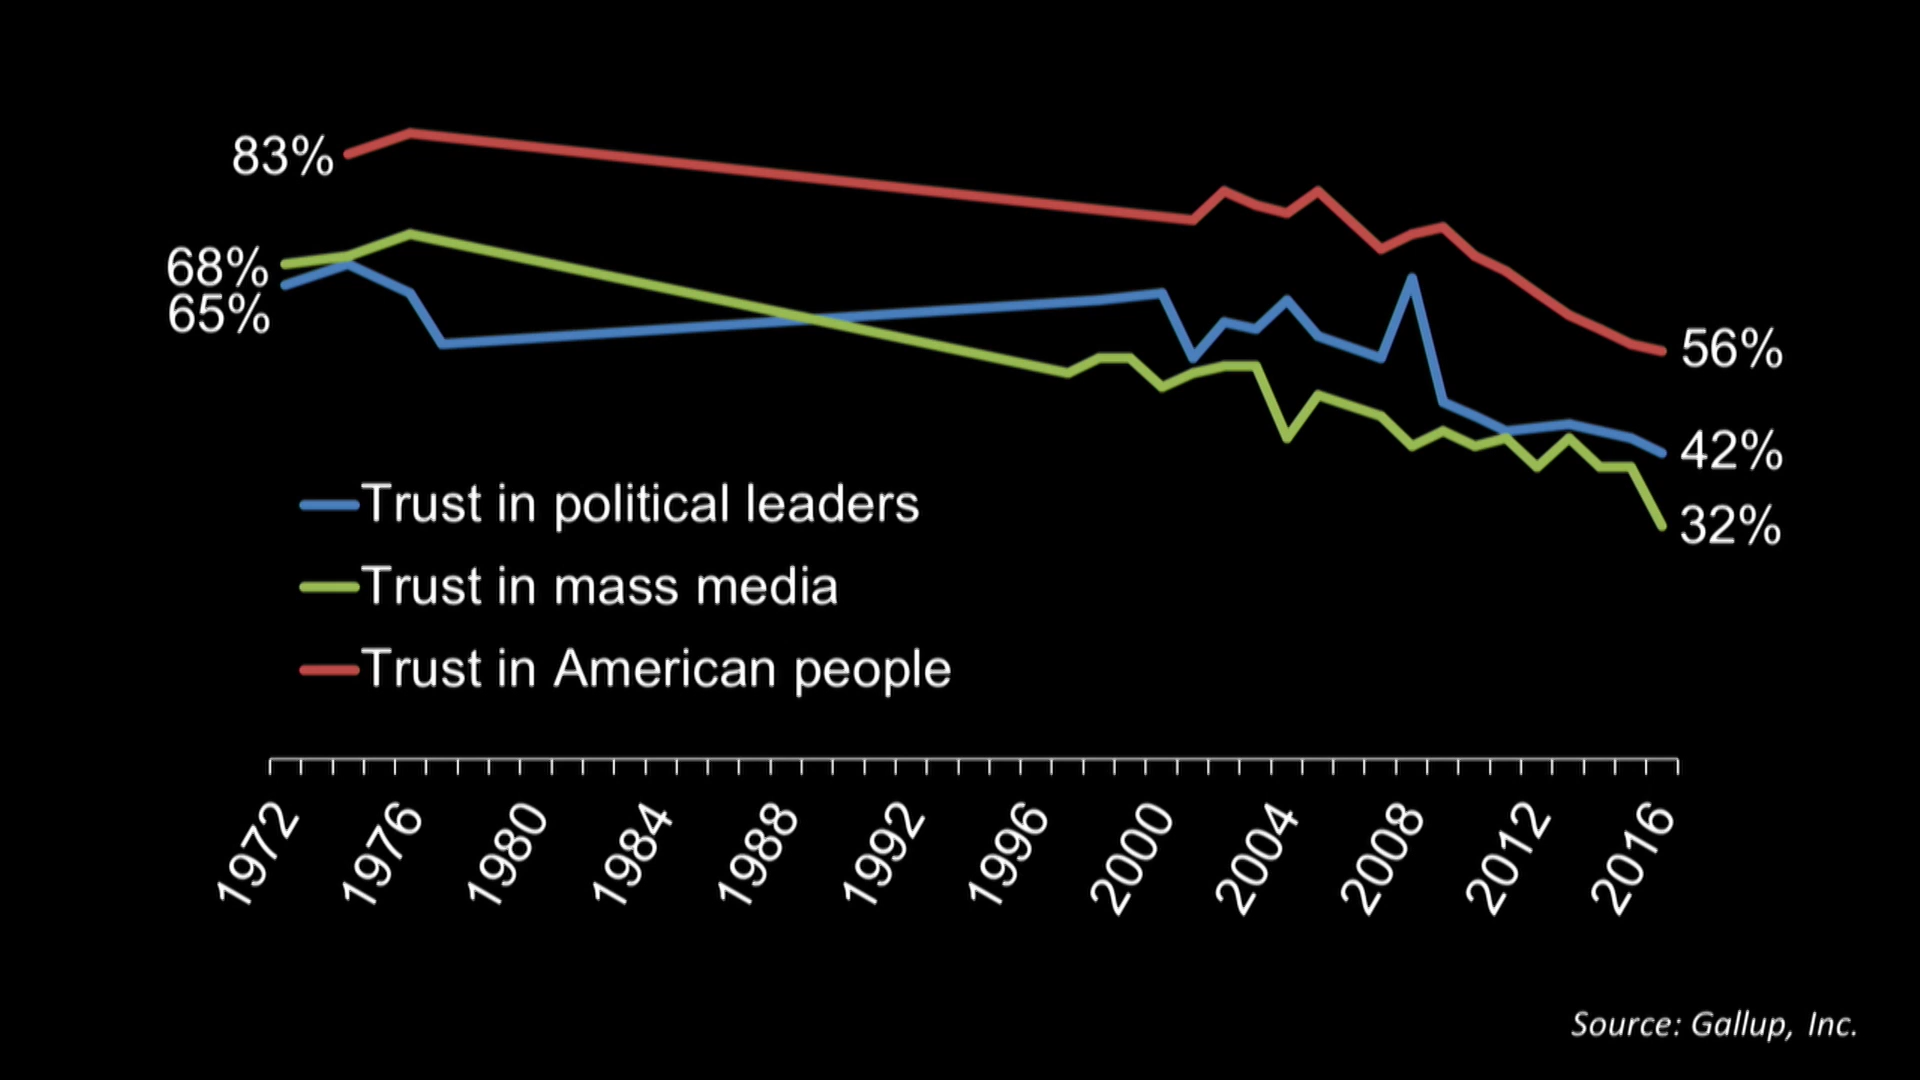 83%
68%
65%
56%
42%
32%
Trust in political leaders
Trust in mass media
Trust in American people
1972 1976 1980 1984 1988 1992 1996 2000 2004 2008 2012 2016
Source: Gallup, Inc.